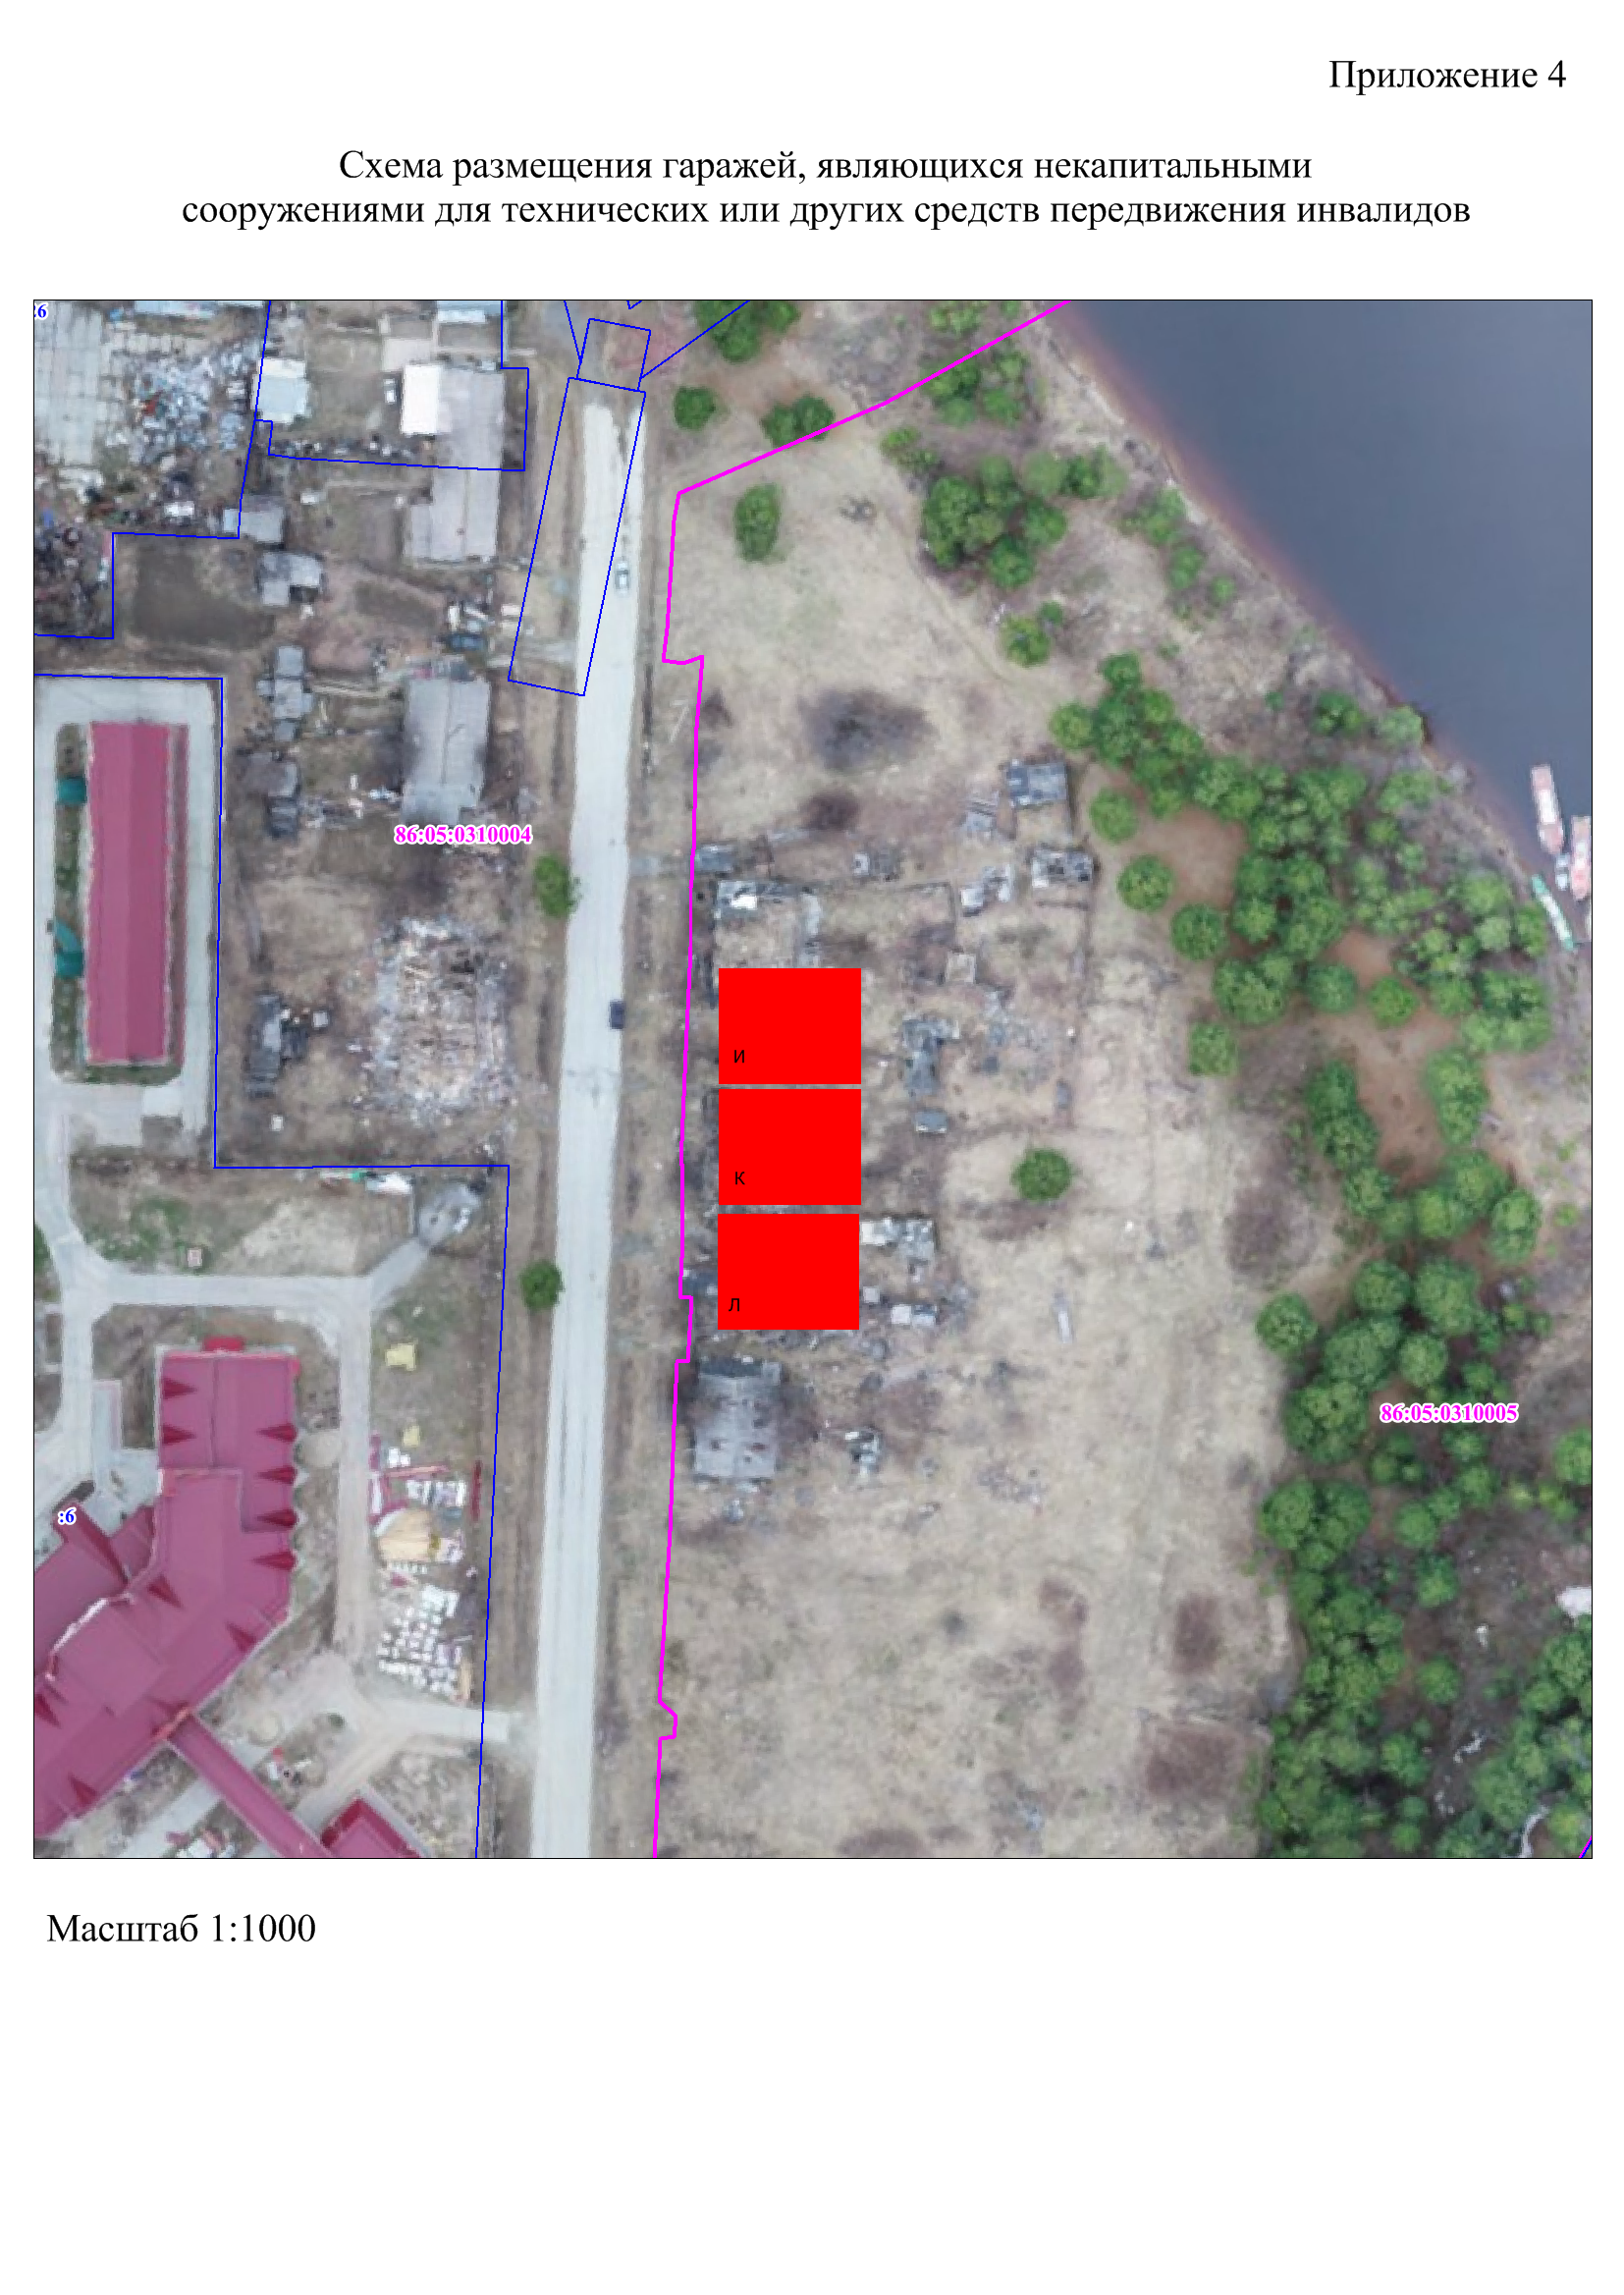 Приложение 4
Схема размещения гаражей, являющихся некапитальными
сооружениями для технических или других средств передвижения инвалидов
:6
86:05:0310004
И
К
Л
86:05:0310005
:6
Масштаб 1:1000